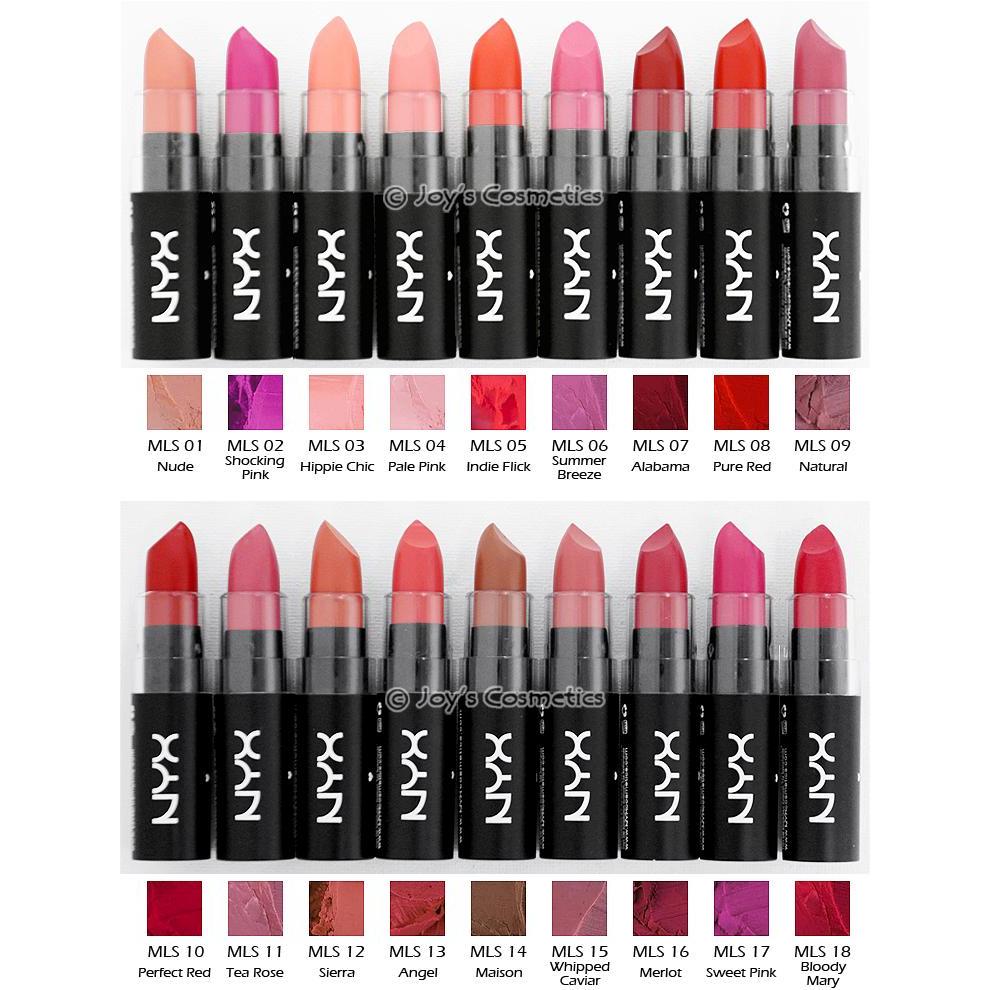 © Joy's Cosmetics
NYX NYX NYX NYX NYX NYX NYX NYX NYX
MLS 01 MLS 02 MLS 03 MLS 04 MLS 05 MLS 06 MLS 07 MLS 08 MLS 09
Nude Shocking Pink Hippie Chic Pale Pink Indie Flick Summer Breeze Alabama Pure Red Natural
© Joy's Cosmetics
NYX NYX NYX NYX NYX NYX NYX NYX NYX
MLS 10 MLS 11 MLS 12 MLS 13 MLS 14 MLS 15 MLS 16 MLS 17 MLS 18
Perfect Red Tea Rose Sierra Angel Maison Whipped Caviar Merlot Sweet Pink Bloody Mary